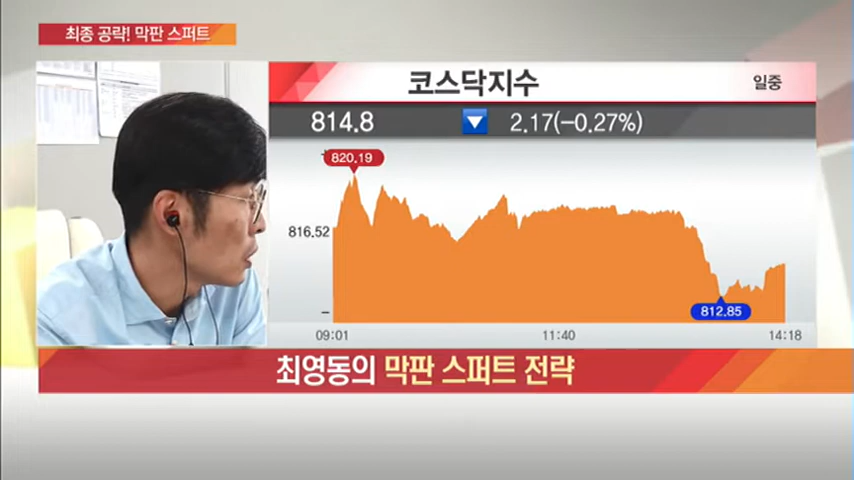 최종 공략! 막판 스퍼트
코스닥지수
일중
814.8 ▼ 2.17(-0.27%)
820.19
816.52
812.85
09:01 11:40 14:18
최영동의 막판 스퍼트 전략